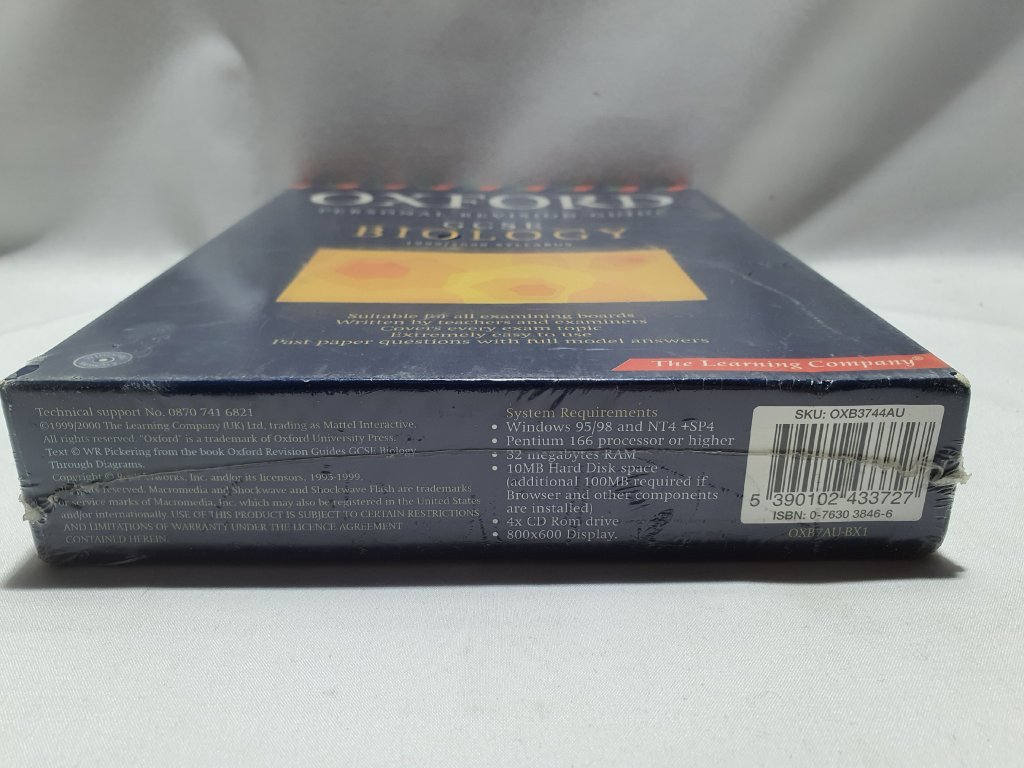 OXFORD
PERSONAL REVISION GUIDE
GCSE
BIOLOGY
1999/2000 SYLLABUS
Suitable for all examining boards
Written by teachers and examiners
Covers every exam topic
Extremely easy to use
Past paper questions with full model answers
The Learning Company®
Technical support No. 0870 741 6821
©1999|2000 The Learning Company (UK) Ltd, trading as Mattel Interactive.
All rights reserved. "Oxford" is a trademark of Oxford University Press.
Text © WR Pickering from the book Oxford Revision Guides GCSE Biology
Through Diagrams.
Copyright © Inc. and/or its licensors, 1995-1999.
reserved. Macromedia and Shockwave and Shockwave Flash are trademarks
or service marks of Macromedia, Inc. which may also be registered in the United States
and/or internationally. USE OF THIS PRODUCT IS SUBJECT TO CERTAIN RESTRICTIONS
AND LIMITATIONS OF WARRANTY UNDER THE LICENCE AGREEMENT
CONTAINED HEREIN.
System Requirements
• Windows 95/98 and NT4 +SP4
• Pentium 166 processor or higher
• 32 megabytes RAM
• 10MB Hard Disk space
(additional 100MB required if
Browser and other components
are installed)
• 4x CD Rom drive
• 800x600 Display.
SKU: OXB3744AU
5 390102 433727
ISBN: 0-7630 3846-6
OXB7AU-BX1